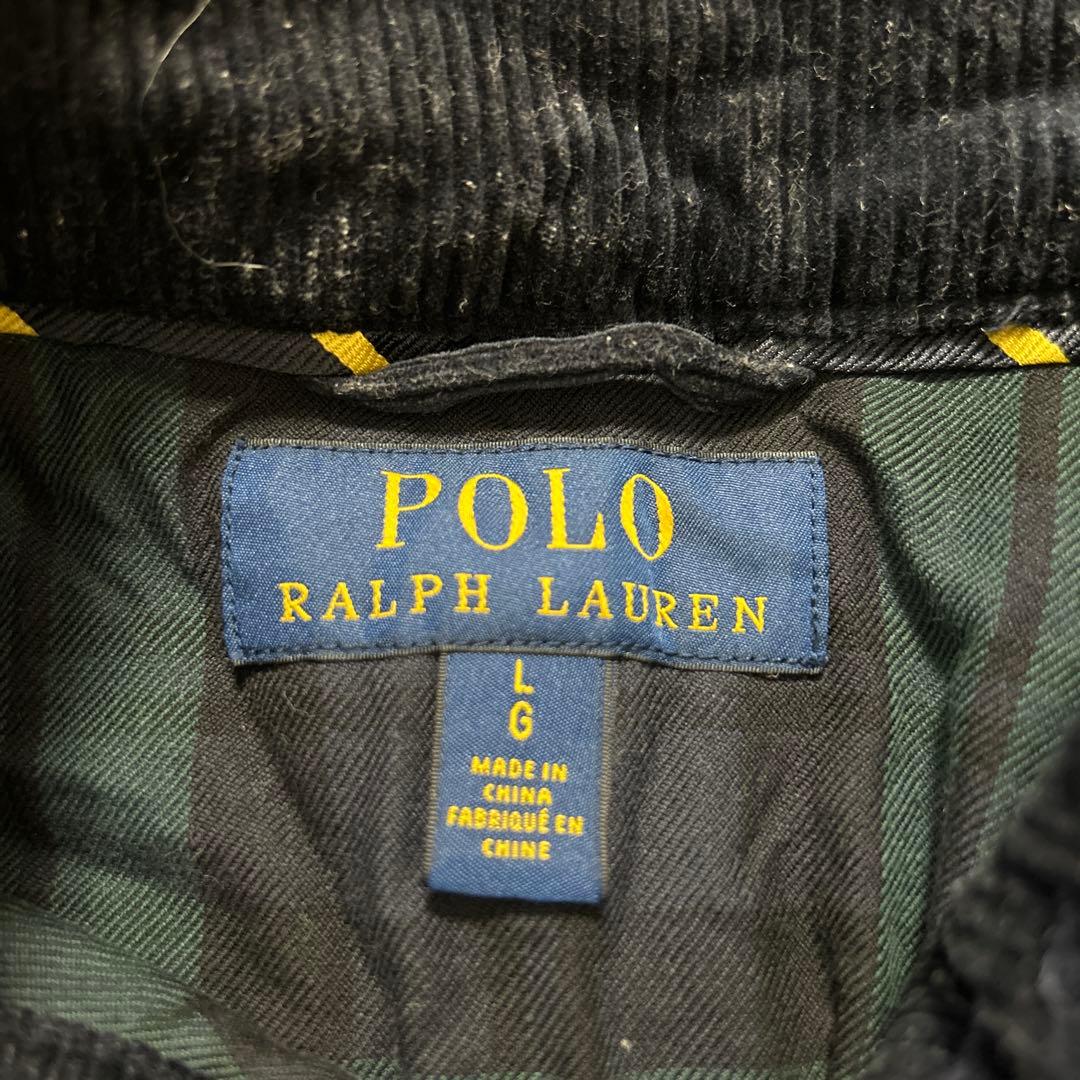 POLO
RALPH LAUREN
L
G
MADE IN
CHINA
FABRIQUÉ EN
CHINE